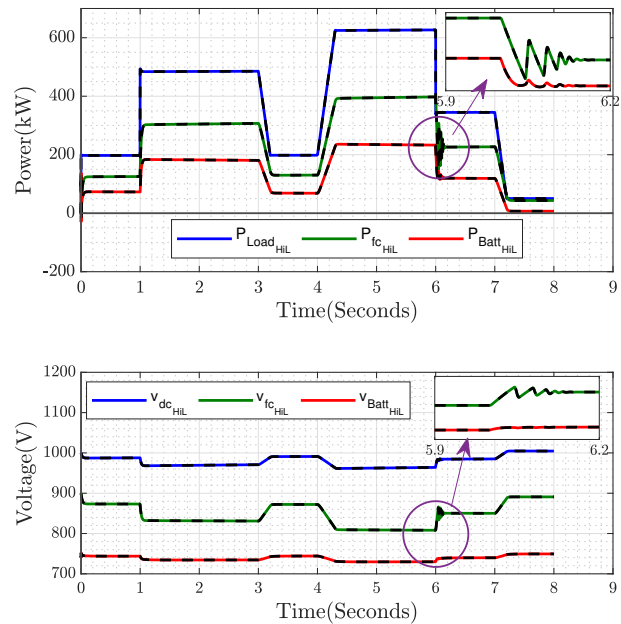 600
400
200
0
-200
Power(kW)
5.9
6.2
P_Load_HiL
P_fc_HiL
P_Batt_HiL
0 1 2 3 4 5 6 7 8 9
Time(Seconds)
1200
1100
1000
900
800
700
Voltage(V)
v_dc_HiL
v_fc_HiL
v_Batt_HiL
5.9
6.2
0 1 2 3 4 5 6 7 8 9
Time(Seconds)